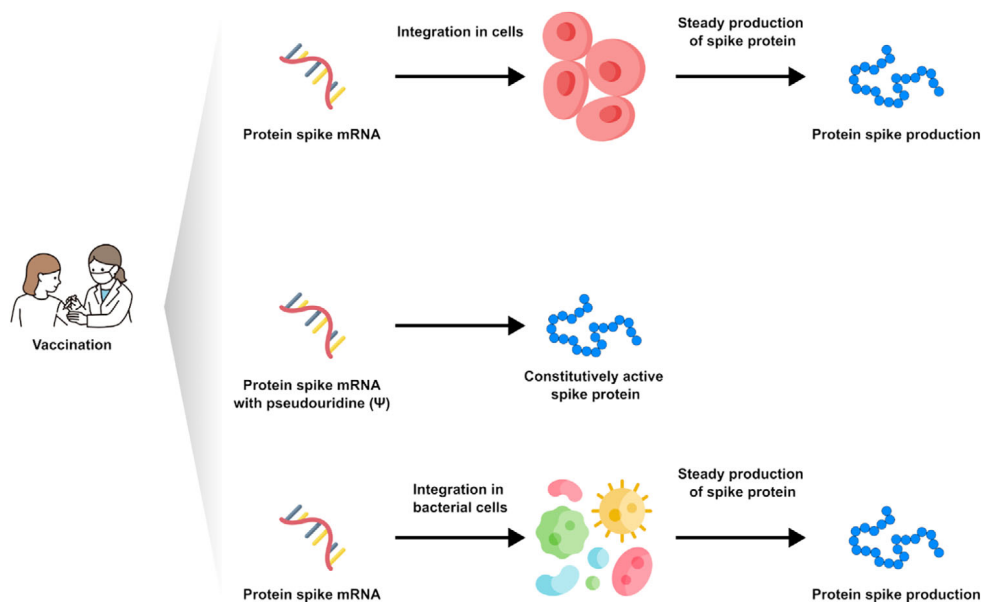 Integration in cells
Steady production
of spike protein
Protein spike mRNA
Protein spike production
Vaccination
Protein spike mRNA
with pseudouridine (Ψ)
Constitutively active
spike protein
Integration in
bacterial cells
Steady production
of spike protein
Protein spike mRNA
Protein spike production